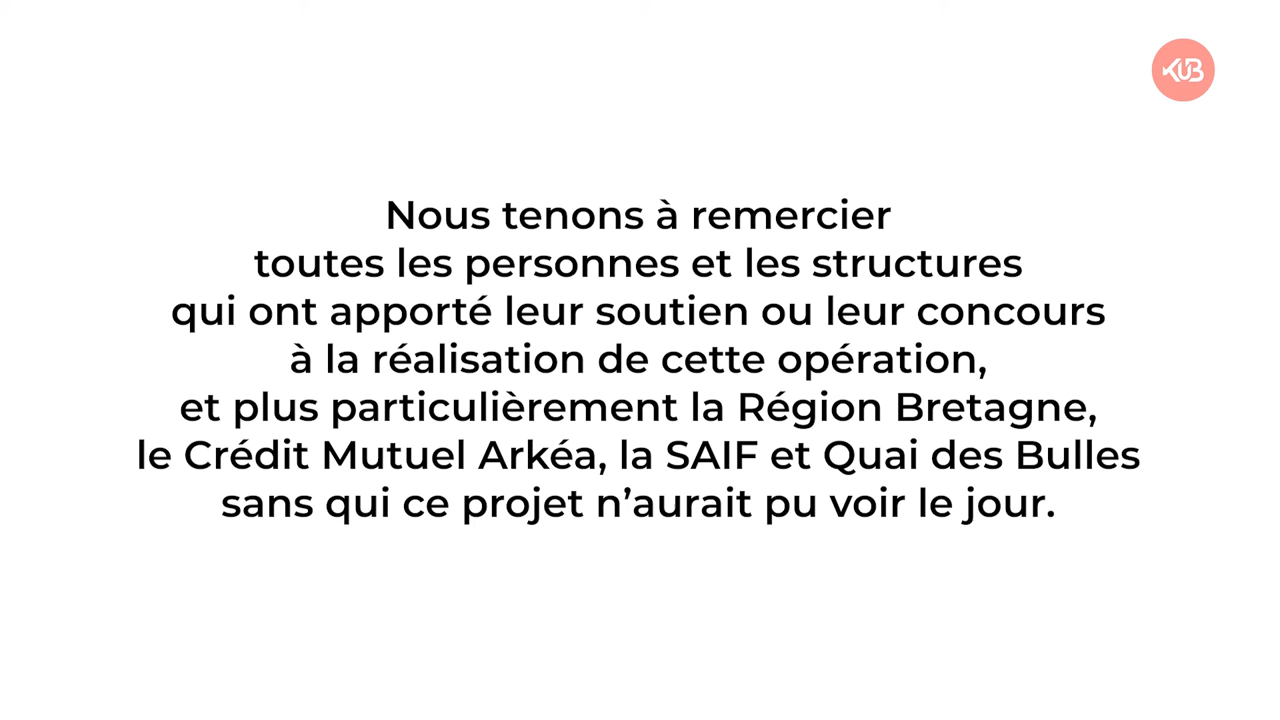 KUB
Nous tenons à remercier
toutes les personnes et les structures
qui ont apporté leur soutien ou leur concours
à la réalisation de cette opération,
et plus particulièrement la Région Bretagne,
le Crédit Mutuel Arkéa, la SAIF et Quai des Bulles
sans qui ce projet n’aurait pu voir le jour.